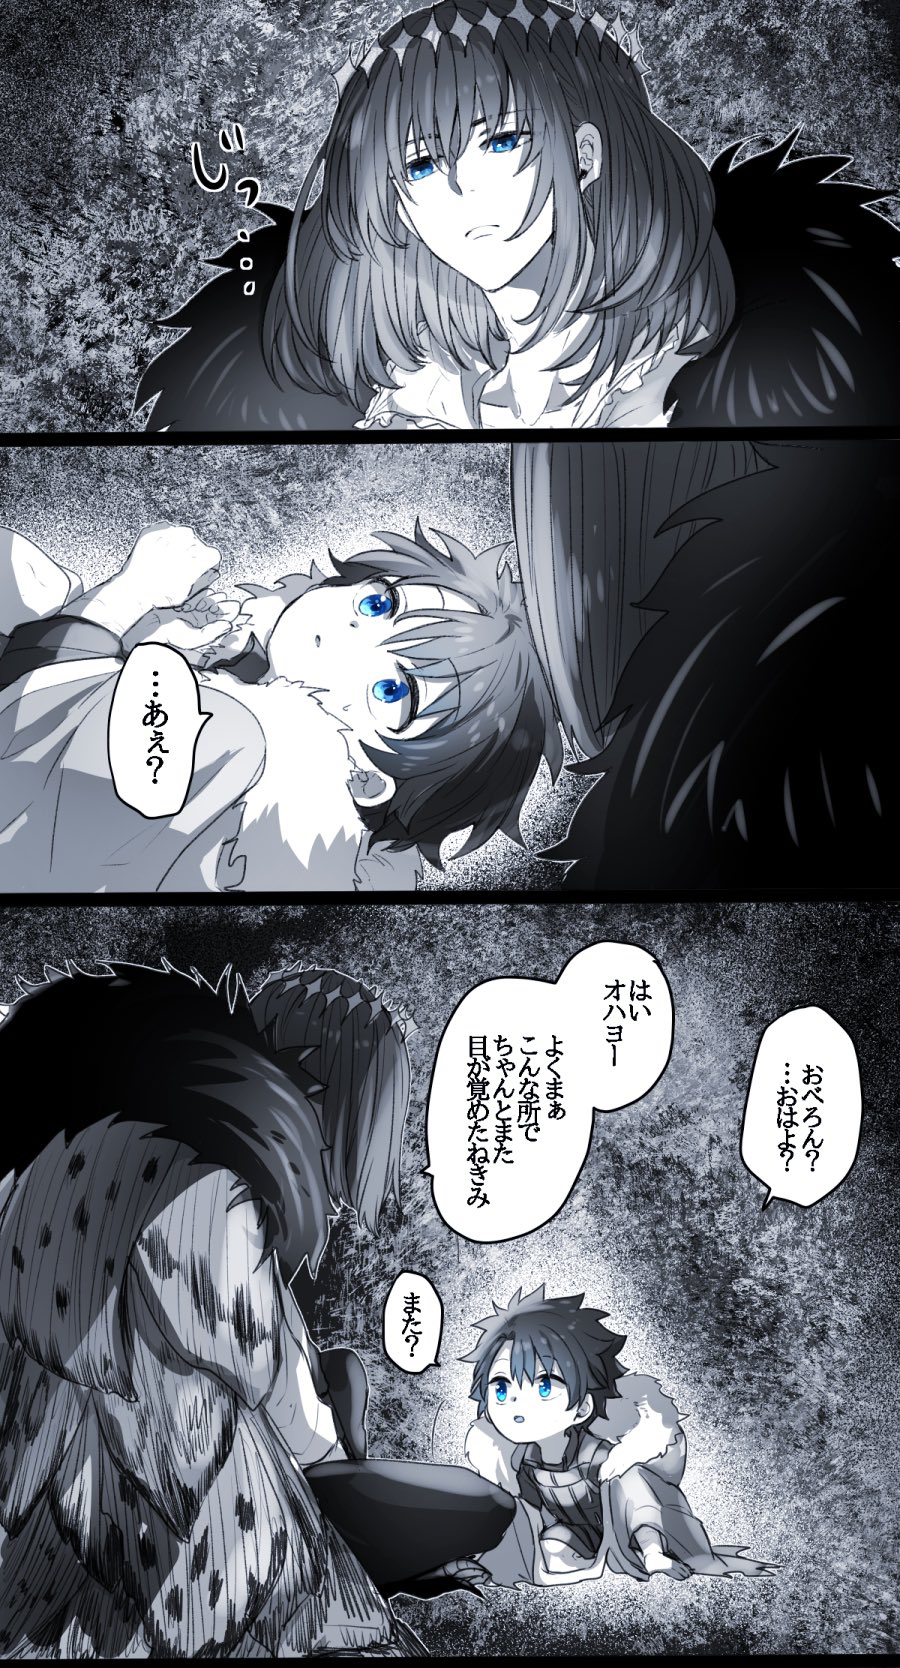 じっ…
…あぇ？
おべろん？
…おはよ？
はい
オハヨー
よくまぁ
こんな所で
ちゃんとまた
目が覚めたねきみ
また？